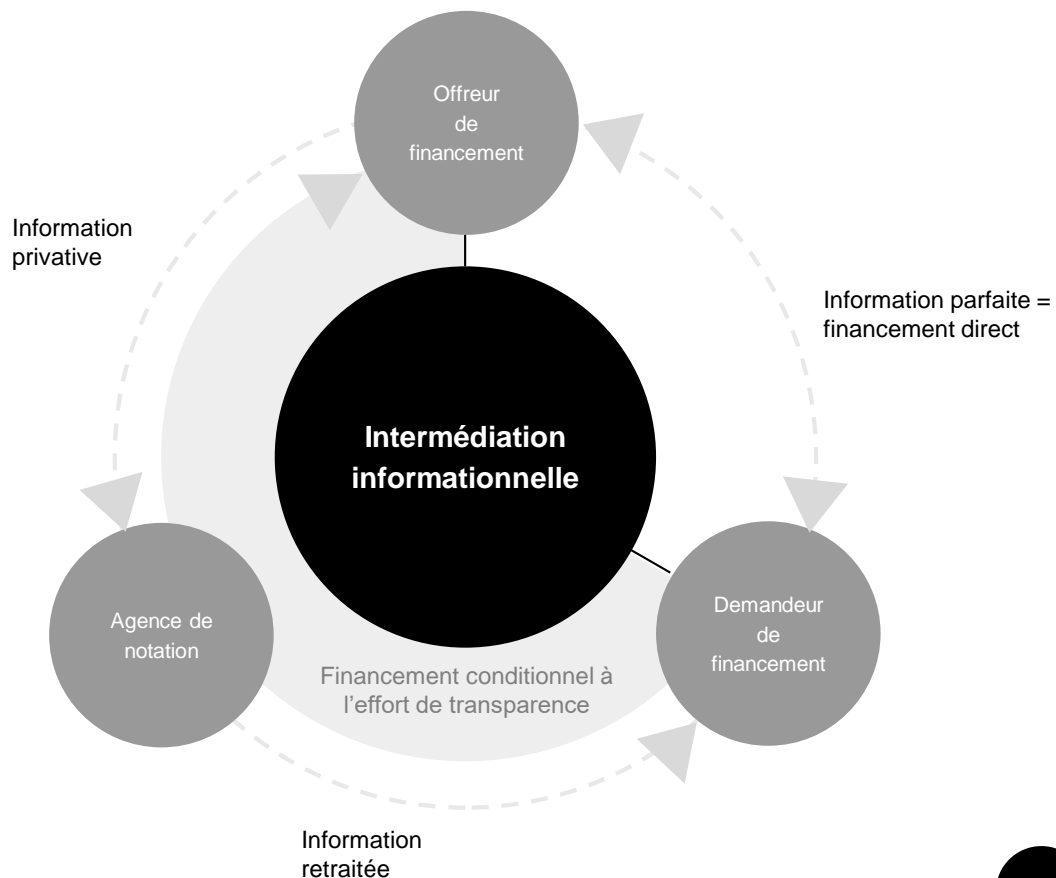 Offreur
de
financement
Information
privative
Information parfaite =
financement direct
Intermédiation
informationnelle
Agence de
notation
Demandeur
de
financement
Financement conditionnel à
l’effort de transparence
Information
retraitée